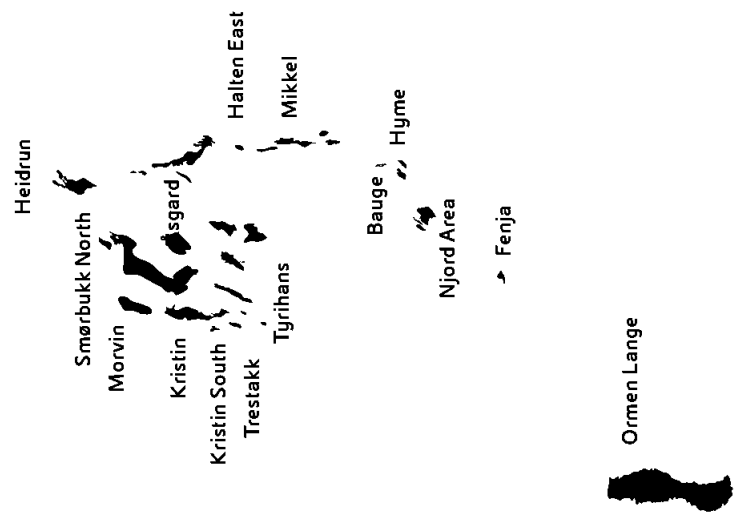 Heidrun
Smørbukk North
Morvin
sgard
Kristin
Kristin South
Halten East
Trestakk
Tyrihans
Mikkel
Bauge
Hyme
Njord Area
Fenja
Ormen Lange